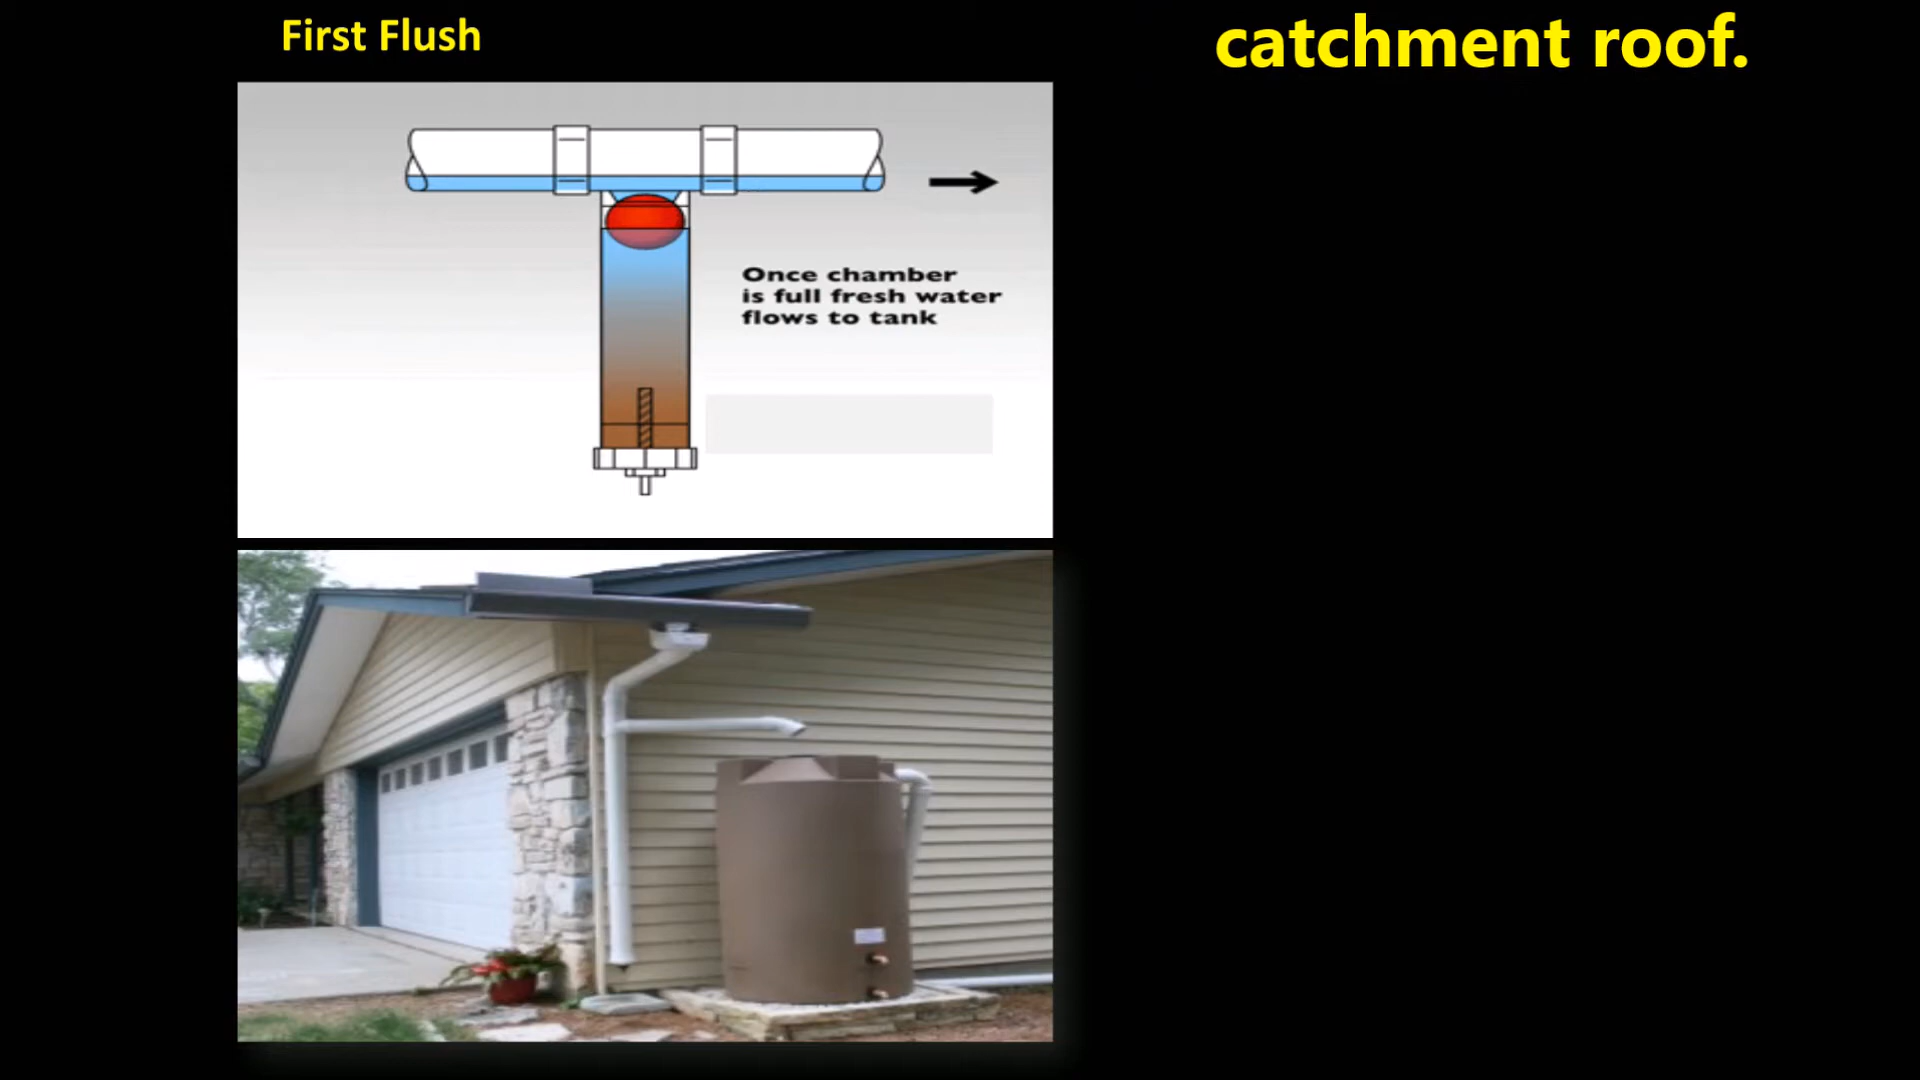 First Flush
catchment roof.
Once chamber
is full fresh water
flows to tank